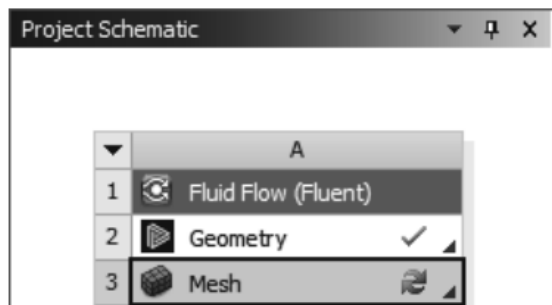 Project Schematic
A
1 Fluid Flow (Fluent)
2 Geometry
3 Mesh